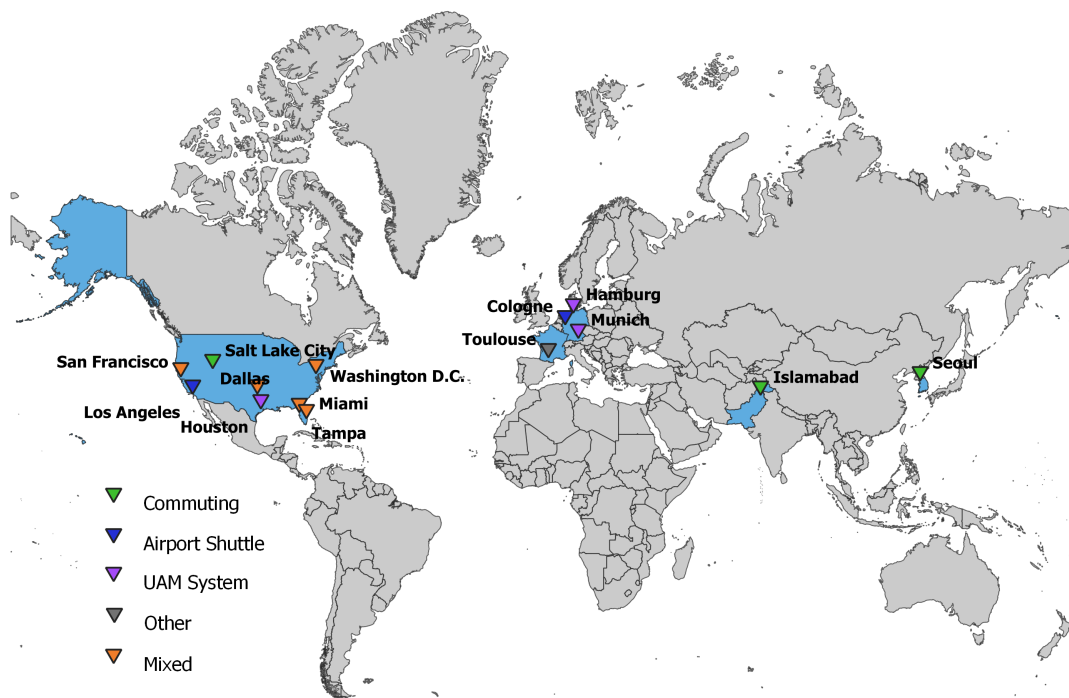 Hamburg
Cologne
Munich
Toulouse
Salt Lake City
San Francisco
Washington D.C.
Dallas
Seoul
Islamabad
Los Angeles
Miami
Houston
Tampa
Commuting
Airport Shuttle
UAM System
Other
Mixed